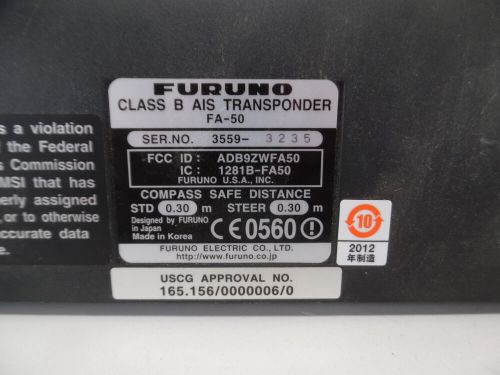 s a violation
the Federal
s Commission
MSI that has
erly assigned
, or to otherwise
accurate data
e.
FURUNO
CLASS B AIS TRANSPONDER
FA-50
SER.NO. 3559-3235
FCC ID: ADB9ZWFA50
IC: 1281B-FA50
FURUNO U.S.A., INC.
COMPASS SAFE DISTANCE
STD 0.30 m STEER 0.30 m
Designed by FURUNO
in Japan
Made in Korea
CE0560!
FURUNO ELECTRIC CO., LTD.
http://www.furuno.co.jp
USCG APPROVAL NO.
165.156/0000006/0
10
2012
年制造